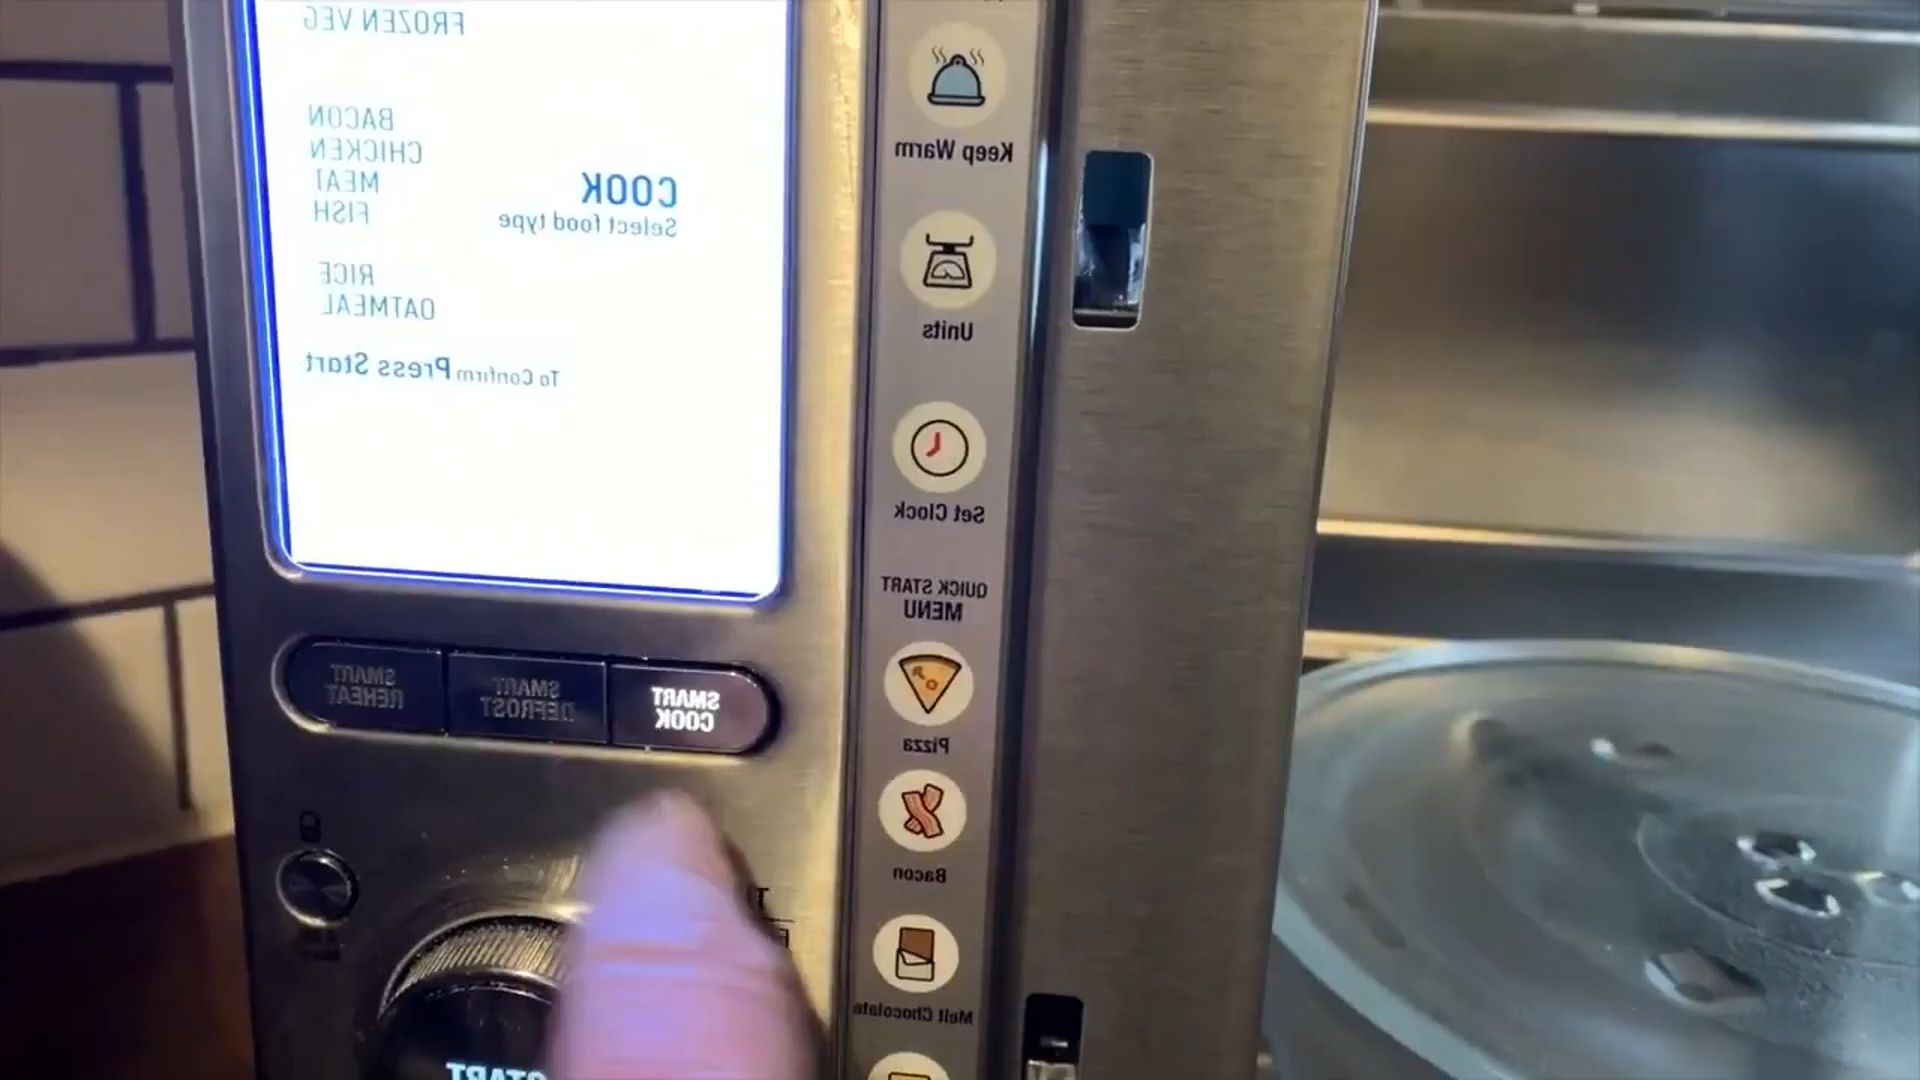 FROZEN VEG
BACON
CHICKEN
MEAT
FISH
COOK
Select food type
RICE
OATMEAL
To Confirm Press Start
SMART COOK
SMART DEFROST
SMART REHEAT
START
Keep Warm
Units
Set Clock
QUICK START
MENU
Pizza
Bacon
Melt Chocolate